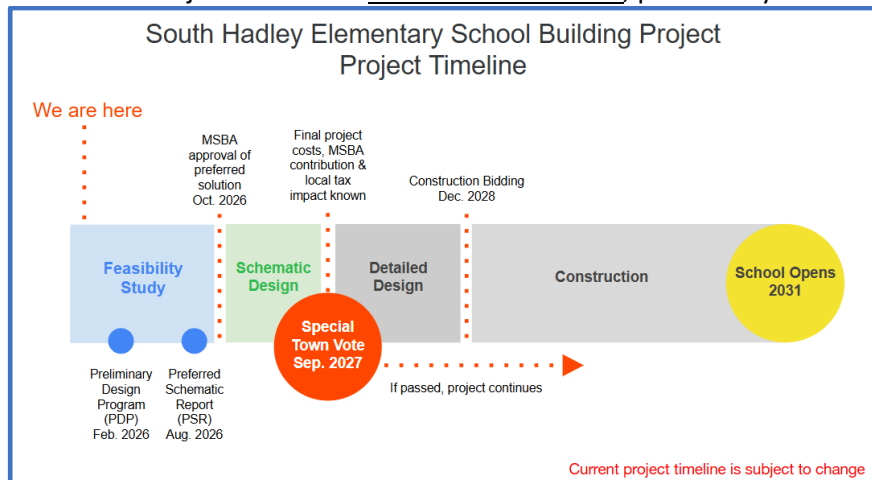 South Hadley Elementary School Building Project
Project Timeline
We are here
MSBA
approval of
preferred
solution
Oct. 2026
Final project
costs, MSBA
contribution &
local tax
impact known
Construction Bidding
Dec. 2028
Feasibility
Study
Schematic
Design
Detailed
Design
Construction
School Opens
2031
Special
Town Vote
Sep. 2027
If passed, project continues
Preliminary
Design
Program
(PDP)
Feb. 2026
Preferred
Schematic
Report
(PSR)
Aug. 2026
Current project timeline is subject to change